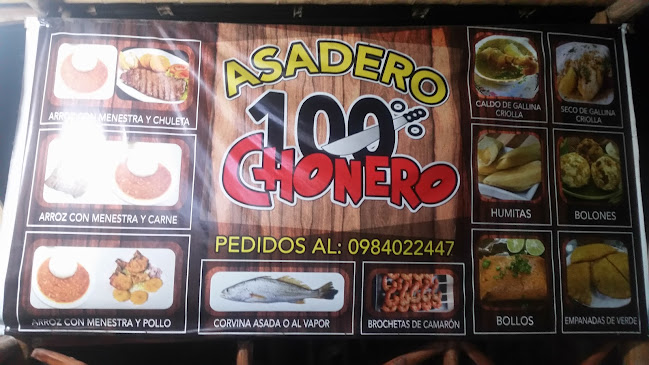 ASADERO
100%
CHONERO
PEDIDOS AL: 0984022447
ARROZ CON MENESTRA Y CHULETA
ARROZ CON MENESTRA Y CARNE
ARROZ CON MENESTRA Y POLLO
CORVINA ASADA O AL VAPOR
BROCHETAS DE CAMARÓN
CALDO DE GALLINA
CRIOLLA
SECO DE GALLINA
CRIOLLA
HUMITAS
BOLONES
BOLLOS
EMPANADAS DE VERDE